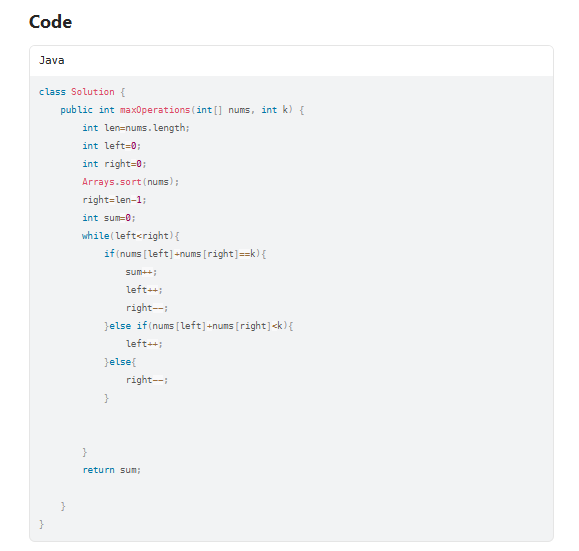 Code
Java
class Solution {
    public int maxOperations(int[] nums, int k) {
        int len=nums.length;
        int left=0;
        int right=0;
        Arrays.sort(nums);
        right=len-1;
        int sum=0;
        while(left<right){
            if(nums[left]+nums[right]==k){
                sum++;
                left++;
                right--;
            }else if(nums[left]+nums[right]<k){
                left++;
            }else{
                right--;
            }
        }
        return sum;
    }
}